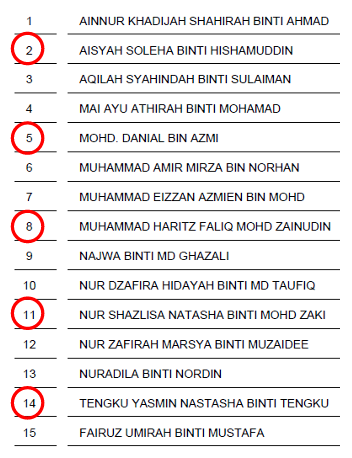 1 AINNUR KHADIJAH SHAHIRAH BINTI AHMAD
2 AISYAH SOLEHA BINTI HISHAMUDDIN
3 AQILAH SYAHINDAH BINTI SULAIMAN
4 MAI AYU ATHIRAH BINTI MOHAMAD
5 MOHD. DANIAL BIN AZMI
6 MUHAMMAD AMIR MIRZA BIN NORHAN
7 MUHAMMAD EIZZAN AZMIEN BIN MOHD
8 MUHAMMAD HARITZ FALIQ MOHD ZAINUDIN
9 NAJWA BINTI MD GHAZALI
10 NUR DZAFIRA HIDAYAH BINTI MD TAUFIQ
11 NUR SHAZLISA NATASHA BINTI MOHD ZAKI
12 NUR ZAFIRAH MARSYA BINTI MUZAIDEE
13 NURADILA BINTI NORDIN
14 TENGKU YASMIN NASTASHA BINTI TENGKU
15 FAIRUZ UMIRAH BINTI MUSTAFA